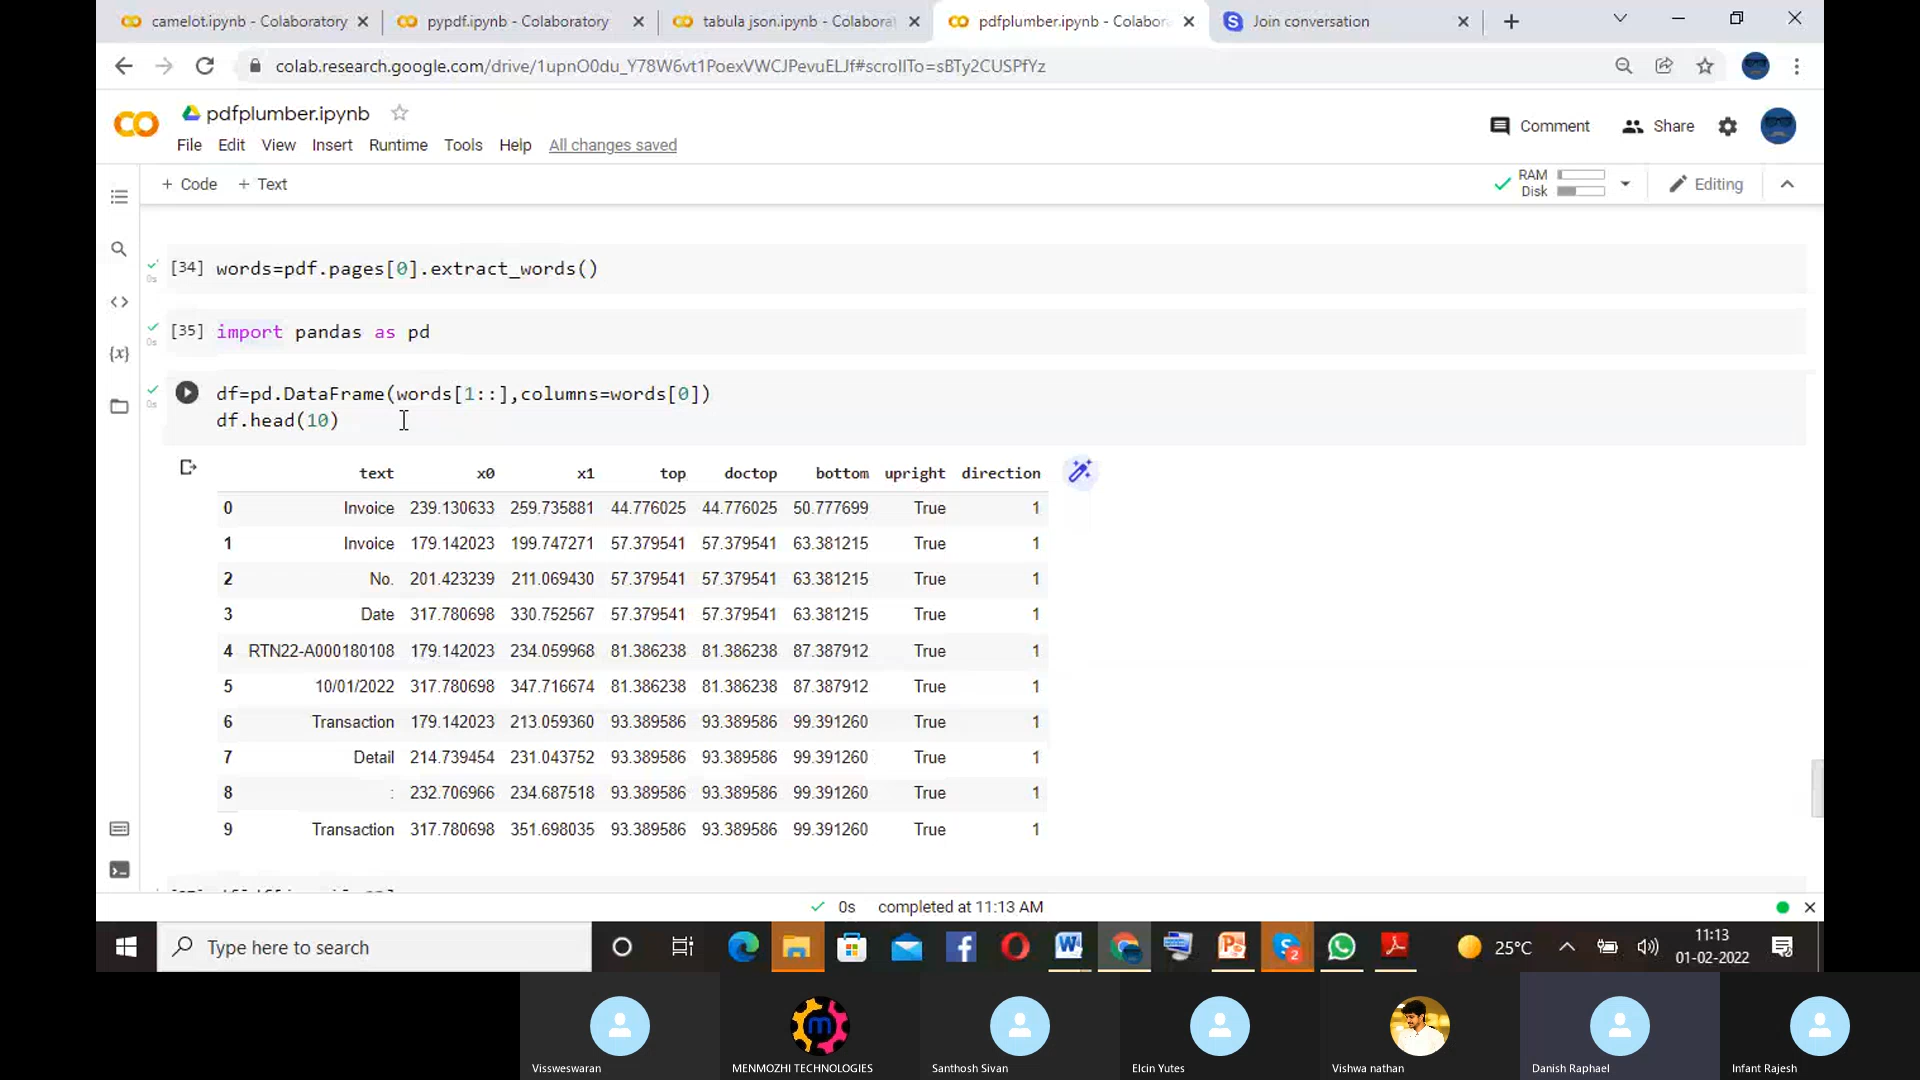 camelot.ipynb - Colaboratory
pypdf.ipynb - Colaboratory
tabula json.ipynb - Colaborat
pdfplumber.ipynb - Colabor
Join conversation
colab.research.google.com/drive/1upnO0du_Y78W6vt1PoexVWCJPevuELJf#scrollTo=sBTy2CUSPfYz
pdfplumber.ipynb
Comment
Share
File Edit View Insert Runtime Tools Help All changes saved
+ Code + Text
RAM
Disk
Editing
[34] words=pdf.pages[0].extract_words()
0s
[35] import pandas as pd
0s
df=pd.DataFrame(words[1::],columns=words[0])
0s
df.head(10)
text x0 x1 top doctop bottom upright direction
0 Invoice 239.130633 259.735881 44.776025 44.776025 50.777699 True 1
1 Invoice 179.142023 199.747271 57.379541 57.379541 63.381215 True 1
2 No. 201.423239 211.069430 57.379541 57.379541 63.381215 True 1
3 Date 317.780698 330.752567 57.379541 57.379541 63.381215 True 1
4 RTN22-A000180108 179.142023 234.059968 81.386238 81.386238 87.387912 True 1
5 10/01/2022 317.780698 347.716674 81.386238 81.386238 87.387912 True 1
6 Transaction 179.142023 213.059360 93.389586 93.389586 99.391260 True 1
7 Detail 214.739454 231.043752 93.389586 93.389586 99.391260 True 1
8 : 232.706966 234.687518 93.389586 93.389586 99.391260 True 1
9 Transaction 317.780698 351.698035 93.389586 93.389586 99.391260 True 1
0s completed at 11:13 AM
Type here to search
2
25°C
11:13
01-02-2022
Vissweswaran
MENMOZHI TECHNOLOGIES
Santhosh Sivan
Elcin Yutes
Vishwa nathan
Danish Raphael
Infant Rajesh